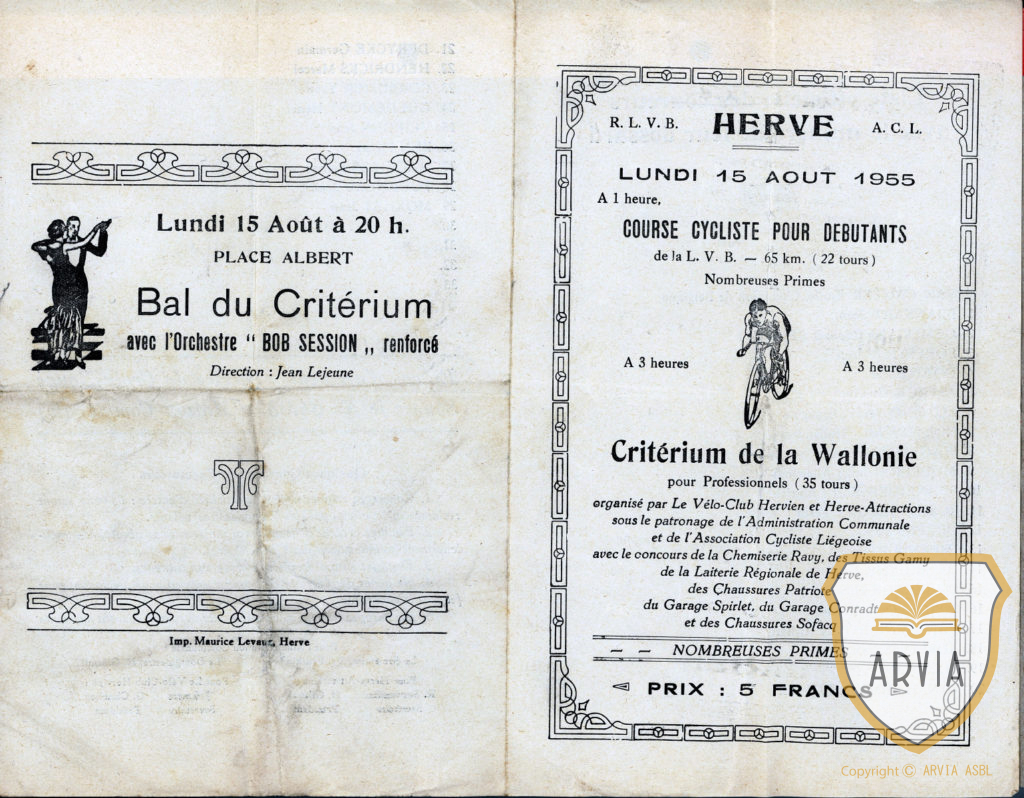 Lundi 15 Août à 20 h.
PLACE ALBERT
Bal du Critérium
avec l'Orchestre " BOB SESSION ,, renforcé
Direction : Jean Lejeune
Imp. Maurice Levaux, Herve
R. L. V. B. HERVE A. C. L.
LUNDI 15 AOUT 1955
A 1 heure,
COURSE CYCLISTE POUR DEBUTANTS
de la L. V. B. — 65 km. ( 22 tours )
Nombreuses Primes
A 3 heures A 3 heures
Critérium de la Wallonie
pour Professionnels ( 35 tours )
organisé par Le Vélo-Club Hervien et Herve-Attractions
sous le patronage de l'Administration Communale
et de l'Association Cycliste Liégeoise
avec le concours de la Chemiserie Ravy, des Tissus Gamy
de la Laiterie Régionale de Herve,
des Chaussures Patriote
du Garage Spirlet, du Garage Conradt
et des Chaussures Sofacq
— — NOMBREUSES PRIMES
PRIX : 5 FRANCS
ARVIA
Copyright © ARVIA ASBL